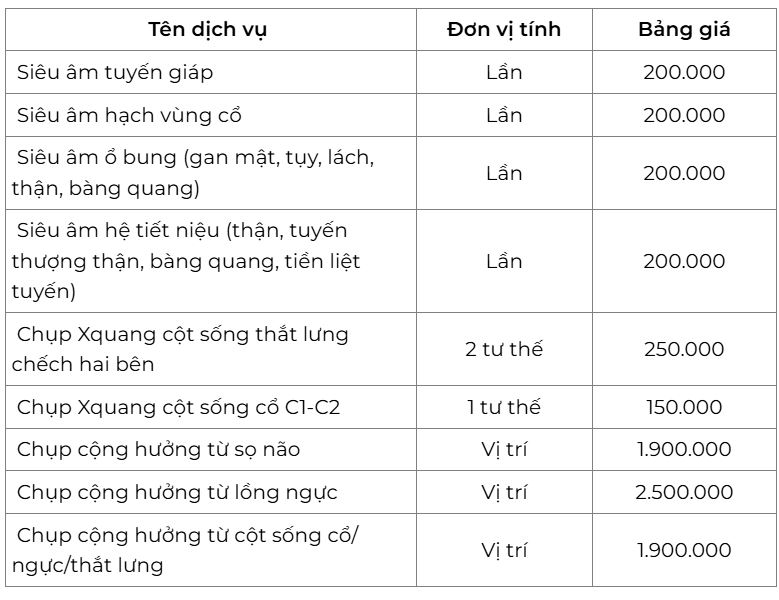 Tên dịch vụ Đơn vị tính Bảng giá
Siêu âm tuyến giáp Lần 200.000
Siêu âm hạch vùng cổ Lần 200.000
Siêu âm ổ bung (gan mật, tụy, lách,
thận, bàng quang) Lần 200.000
Siêu âm hệ tiết niệu (thận, tuyến
thượng thận, bàng quang, tiền liệt Lần 200.000
tuyến)
Chụp Xquang cột sống thắt lưng
chếch hai bên 2 tư thế 250.000
Chụp Xquang cột sống cổ C1-C2 1 tư thế 150.000
Chụp cộng hưởng từ sọ não Vị trí 1.900.000
Chụp cộng hưởng từ lồng ngực Vị trí 2.500.000
Chụp cộng hưởng từ cột sống cổ/
ngực/thắt lưng Vị trí 1.900.000